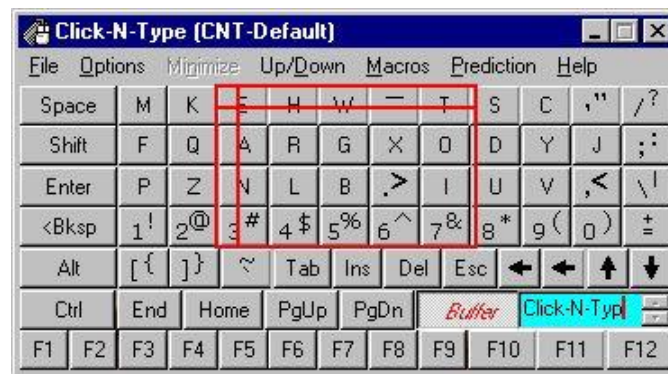 Click-N-Type (CNT-Default)
File Options Minimize Up/Down Macros Prediction Help
Space M K E H W — T S C ' " / ?
Shift F Q A R G X O D Y J ; :
Enter P Z N L B . > I U V , < \ |
<Bksp 1 ! 2 @ 3 # 4 $ 5 % 6 ^ 7 & 8 * 9 ( 0 ) ± =
Alt [ { ] } ~ Tab Ins Del Esc ← ← ↑ ↓
Ctrl End Home PgUp PgDn Buffer Click-N-Typ
F1 F2 F3 F4 F5 F6 F7 F8 F9 F10 F11 F12